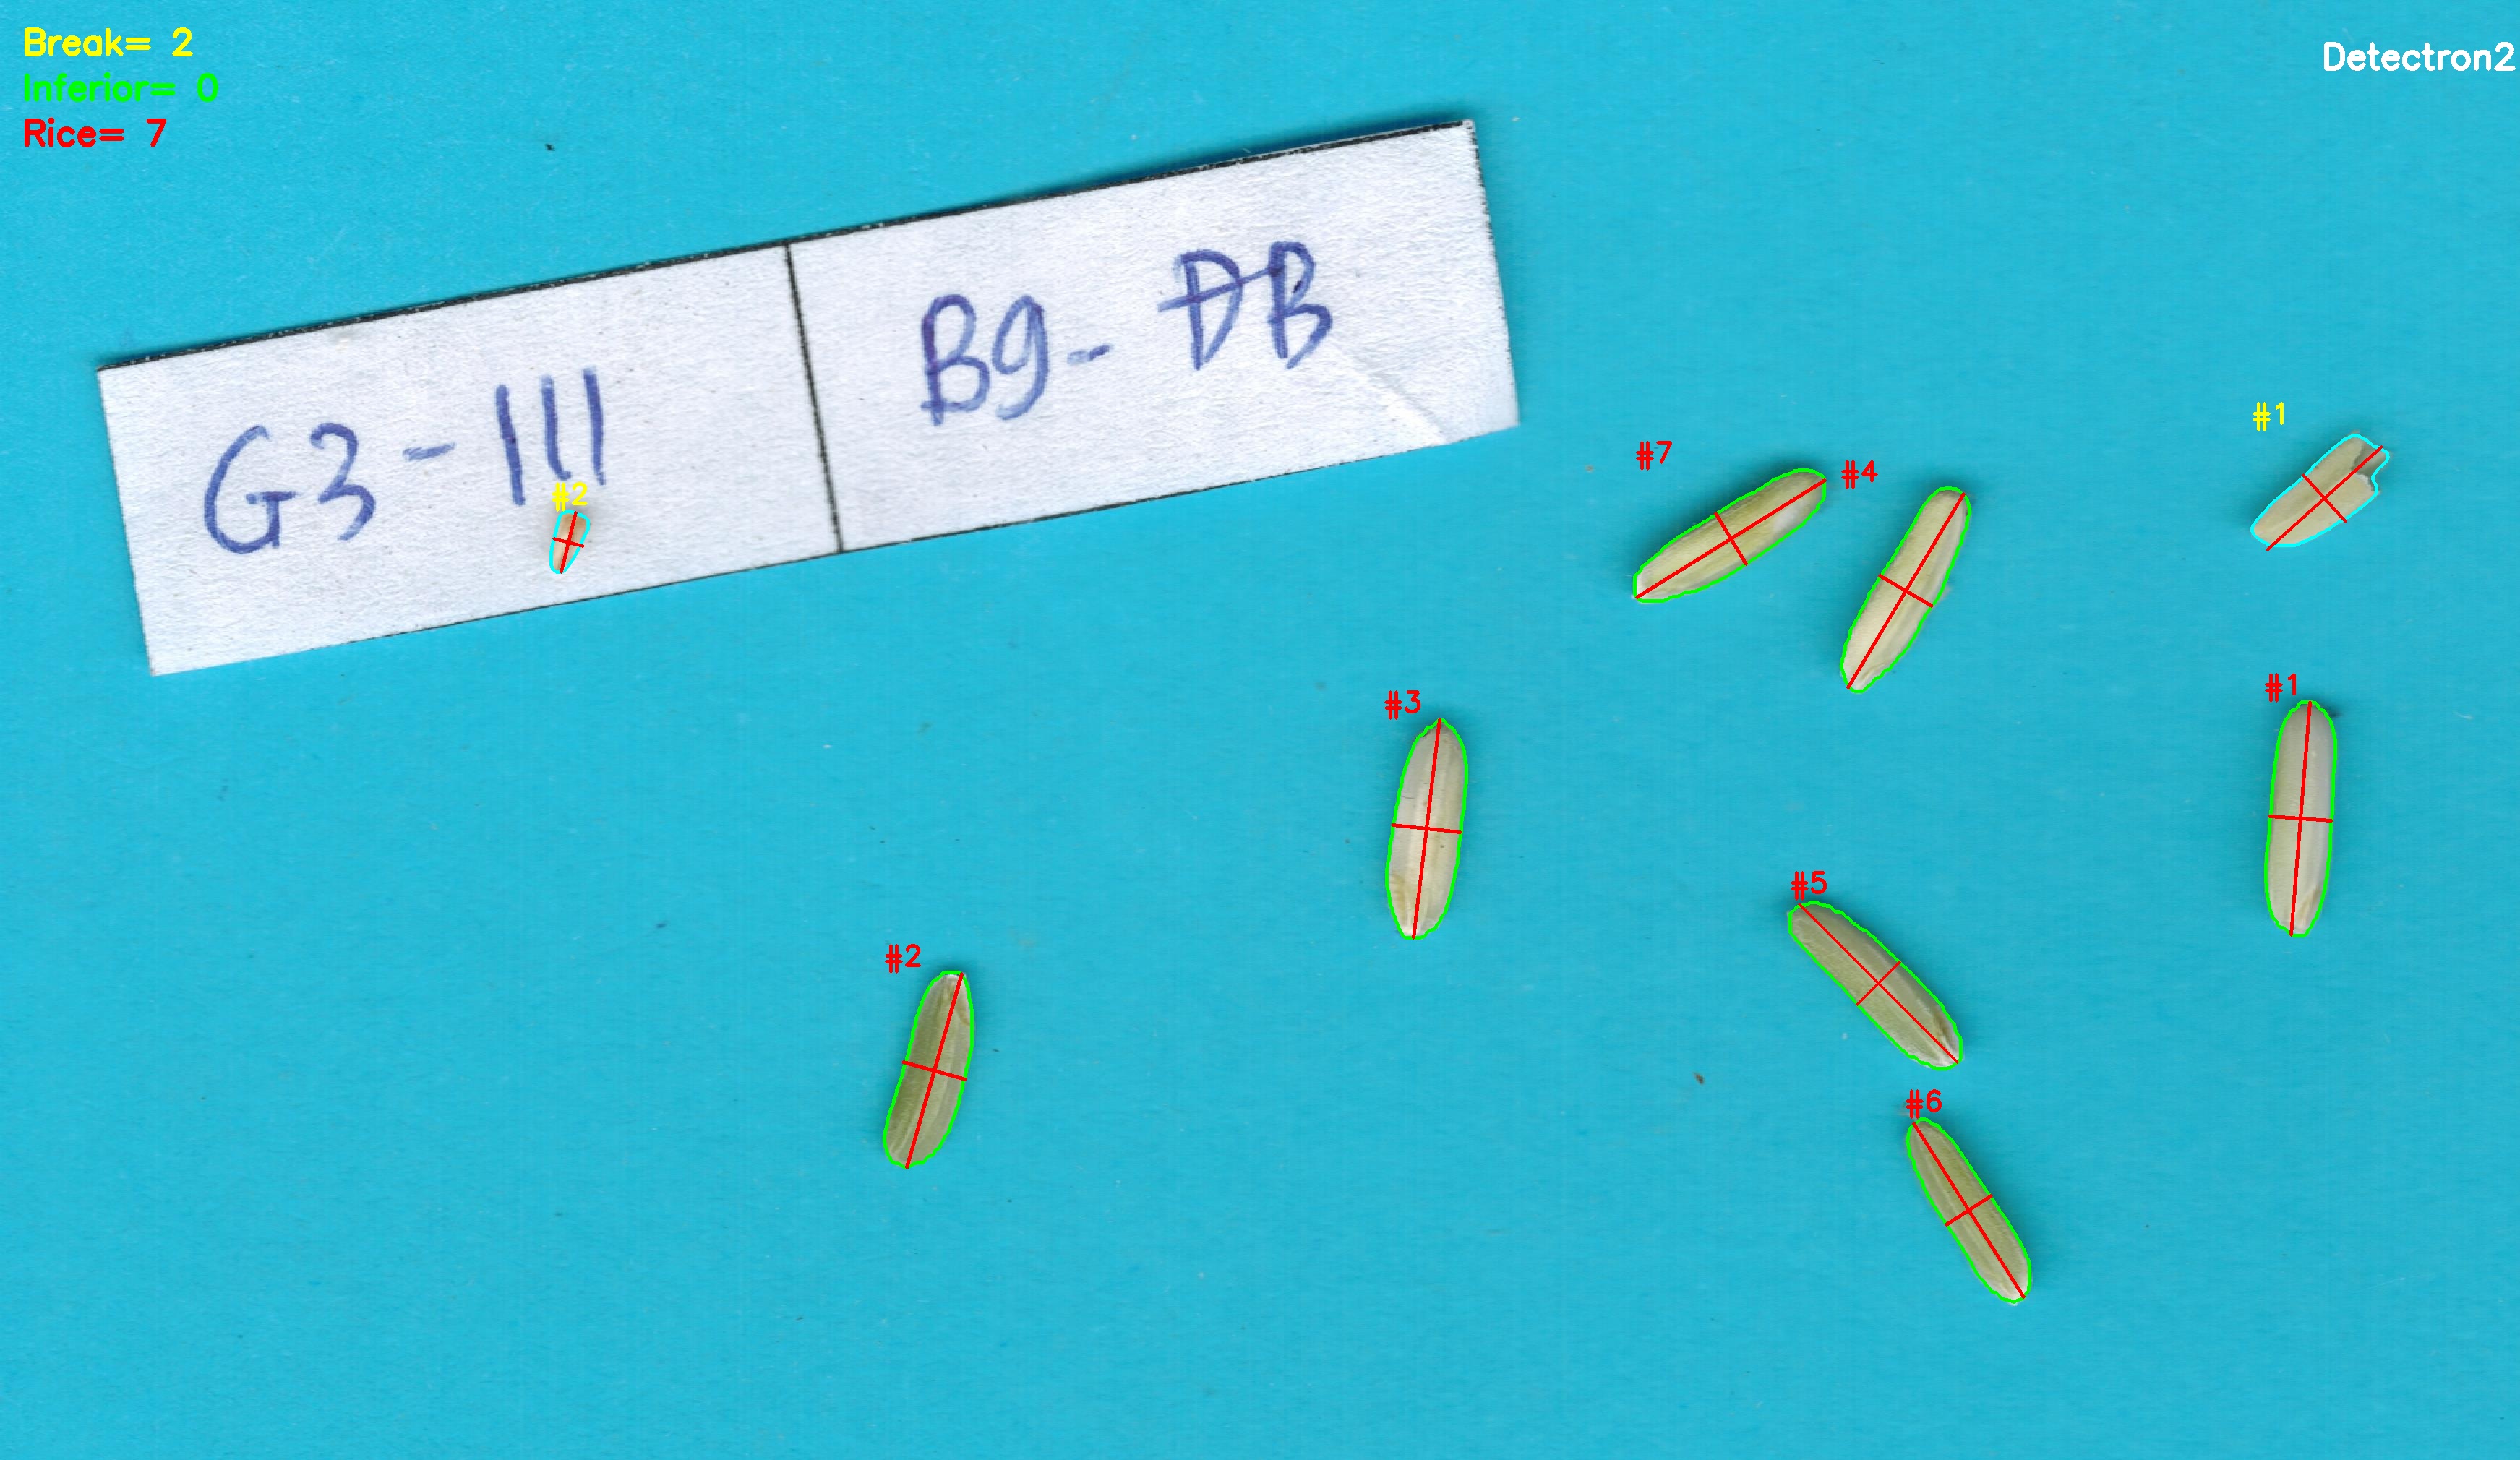 Break= 2
Inferior= 0
Rice= 7
Detectron2
G3-III
B9-DB
#2
#7
#4
#1
#3
#1
#5
#2
#6